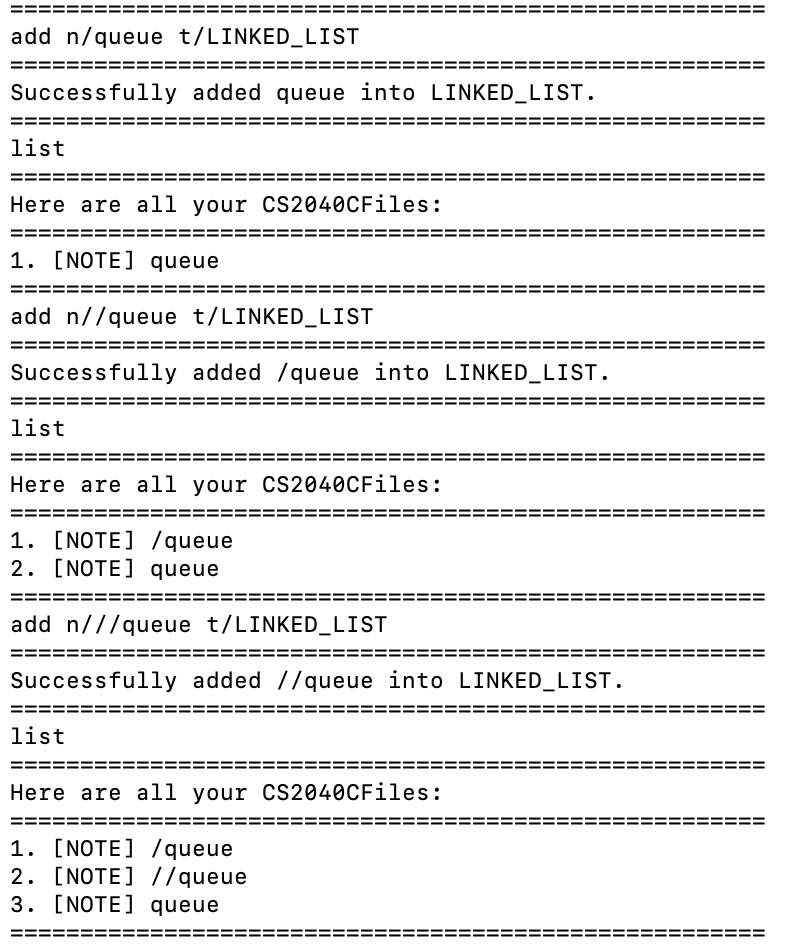 ======================================================
add n/queue t/LINKED_LIST
======================================================
Successfully added queue into LINKED_LIST.
======================================================
list
======================================================
Here are all your CS2040CFiles:
======================================================
1. [NOTE] queue
======================================================
add n//queue t/LINKED_LIST
======================================================
Successfully added /queue into LINKED_LIST.
======================================================
list
======================================================
Here are all your CS2040CFiles:
======================================================
1. [NOTE] /queue
2. [NOTE] queue
======================================================
add n///queue t/LINKED_LIST
======================================================
Successfully added //queue into LINKED_LIST.
======================================================
list
======================================================
Here are all your CS2040CFiles:
======================================================
1. [NOTE] /queue
2. [NOTE] //queue
3. [NOTE] queue
======================================================